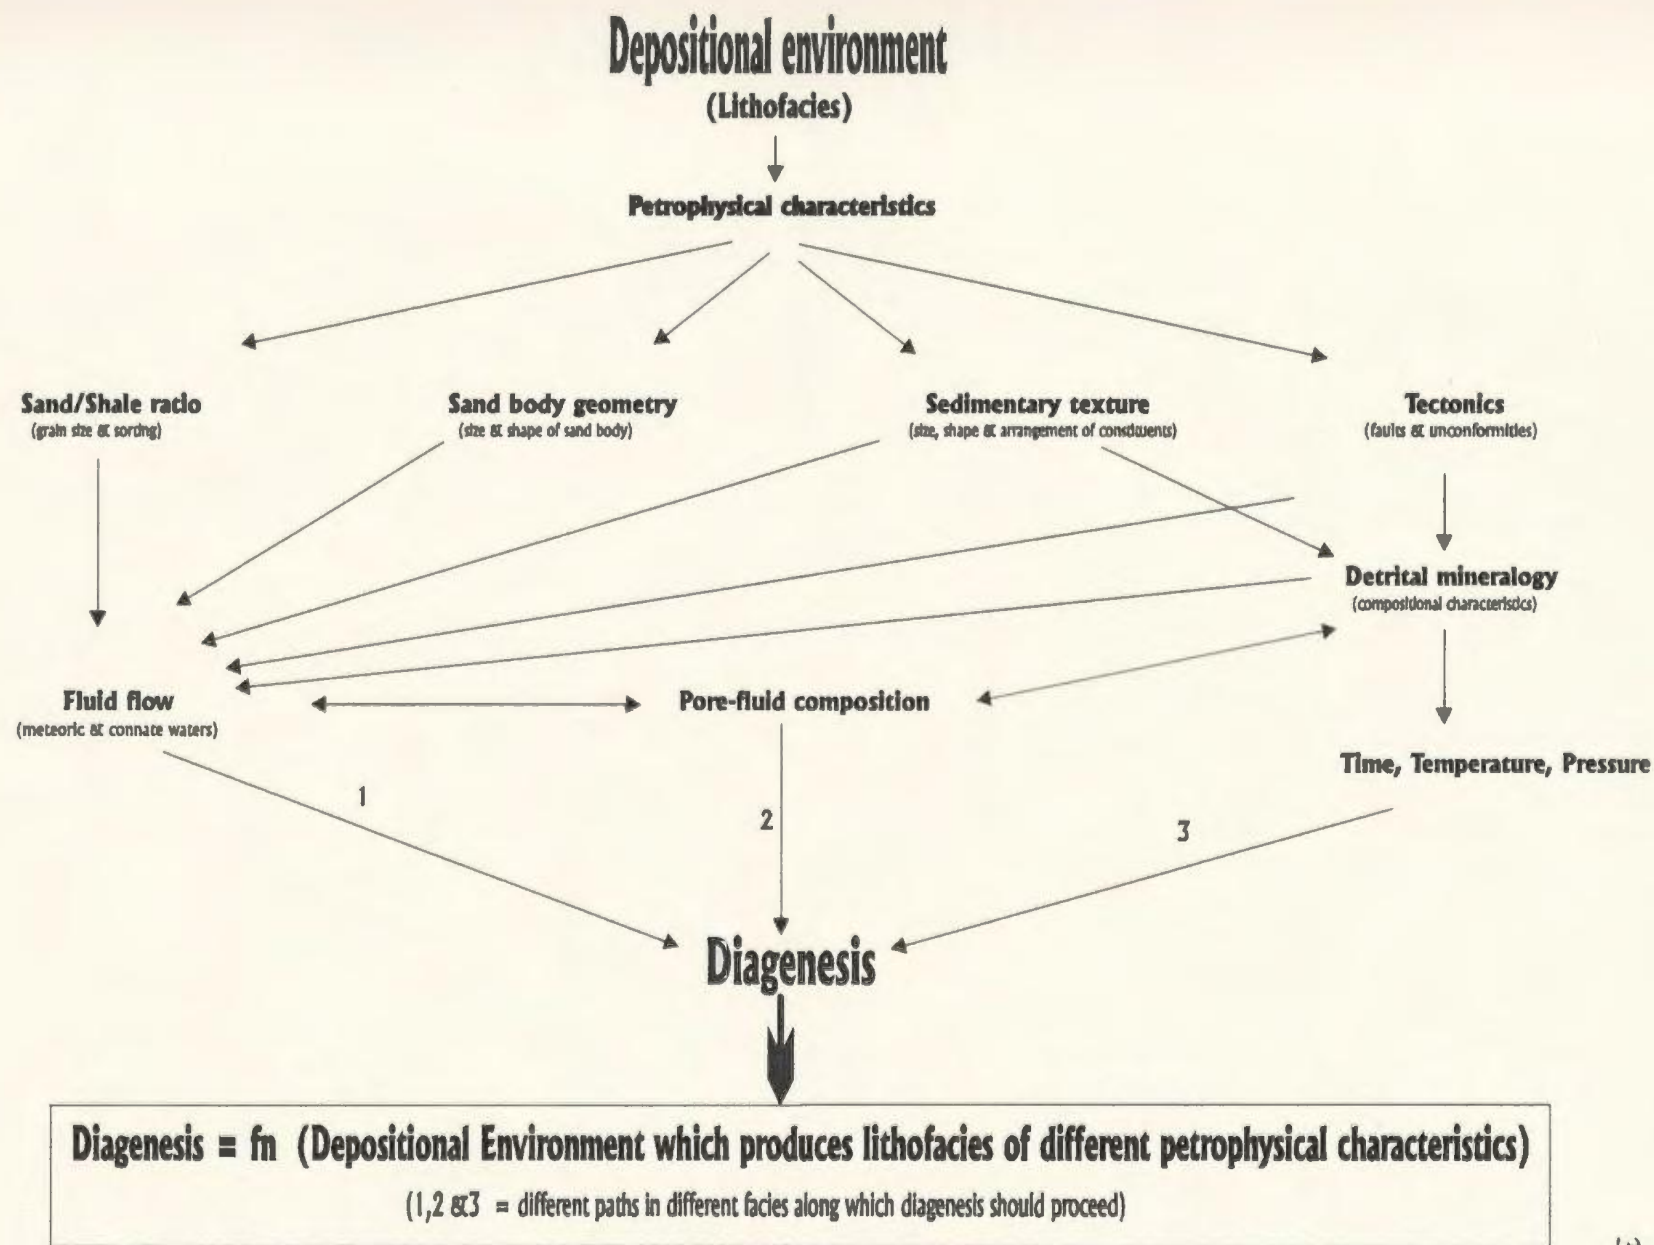 Depositional environment
(Lithofacies)
Petrophysical characteristics
Sand/Shale ratio
(grain size & sorting)
Sand body geometry
(size & shape of sand body)
Sedimentary texture
(size, shape & arrangement of constituents)
Tectonics
(faults & unconformities)
Detrital mineralogy
(compositional characteristics)
Fluid flow
(meteoric & connate waters)
Pore-fluid composition
Time, Temperature, Pressure
1
2
3
Diagenesis
Diagenesis = fn (Depositional Environment which produces lithofacies of different petrophysical characteristics)
(1,2 &3 = different paths in different facies along which diagenesis should proceed)